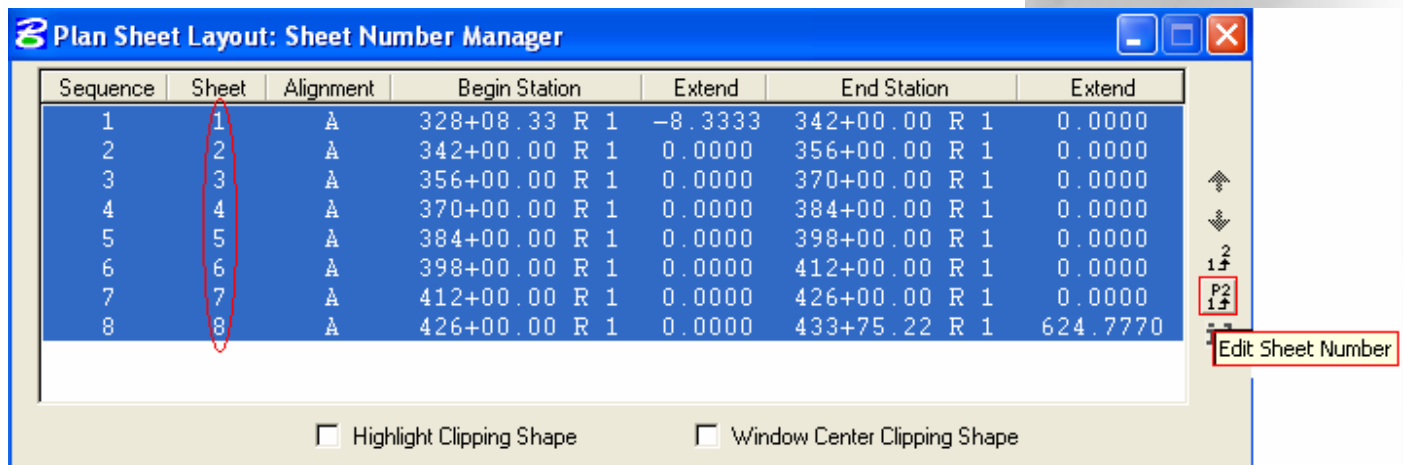 Plan Sheet Layout: Sheet Number Manager
Sequence Sheet Alignment Begin Station Extend End Station Extend
1 1 A 328+08.33 R 1 -8.3333 342+00.00 R 1 0.0000
2 2 A 342+00.00 R 1 0.0000 356+00.00 R 1 0.0000
3 3 A 356+00.00 R 1 0.0000 370+00.00 R 1 0.0000
4 4 A 370+00.00 R 1 0.0000 384+00.00 R 1 0.0000
5 5 A 384+00.00 R 1 0.0000 398+00.00 R 1 0.0000
6 6 A 398+00.00 R 1 0.0000 412+00.00 R 1 0.0000
7 7 A 412+00.00 R 1 0.0000 426+00.00 R 1 0.0000
8 8 A 426+00.00 R 1 0.0000 433+75.22 R 1 624.7770
2
1
P2
1
Edit Sheet Number
Highlight Clipping Shape Window Center Clipping Shape